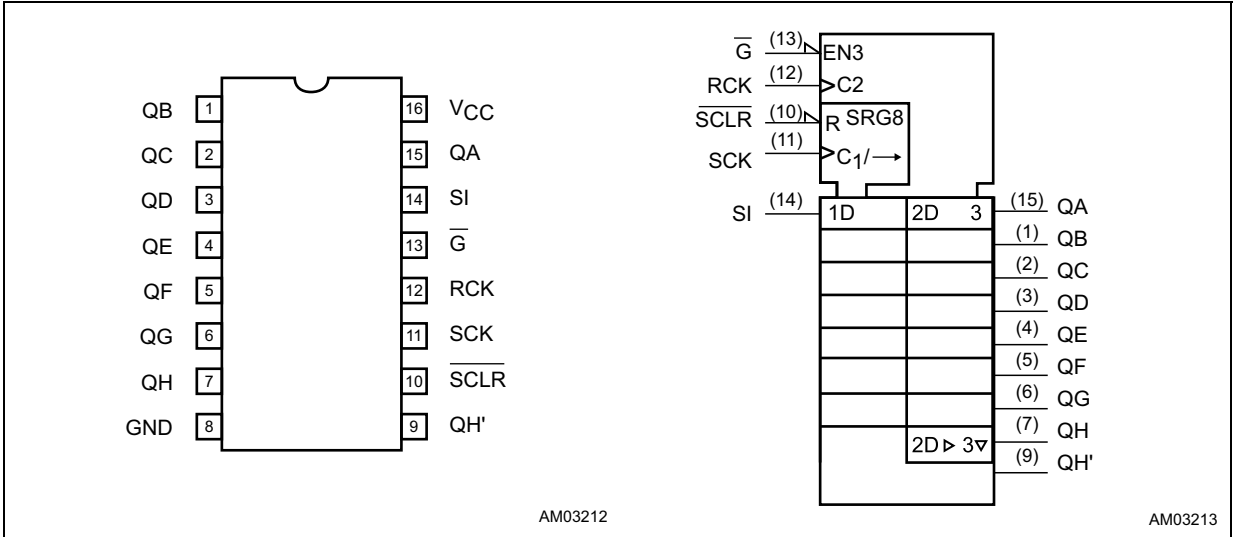 QB 1 16 VCC
QC 2 15 QA
QD 3 14 SI
QE 4 13 G̅
QF 5 12 RCK
QG 6 11 SCK
QH 7 10 S̅C̅L̅R̅
GND 8 9 QH'
AM03212
G̅ (13) EN3
RCK (12) C2
S̅C̅L̅R̅ (10) R SRG8
SCK (11) C1/→
SI (14) 1D 2D 3 (15) QA
(1) QB
(2) QC
(3) QD
(4) QE
(5) QF
(6) QG
2D ▷ 3▽ (7) QH
(9) QH'
AM03213